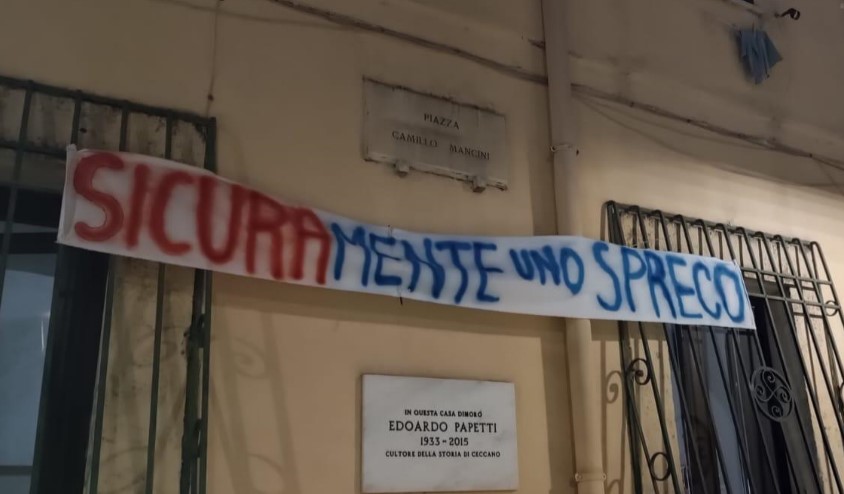 PIAZZA
CAMILLO MANCINI
SICURAMENTE UNO SPRECO
IN QUESTA CASA DIMORÒ
EDOARDO PAPETTI
1933-2015
CULTORE DELLA STORIA DI CECCANO